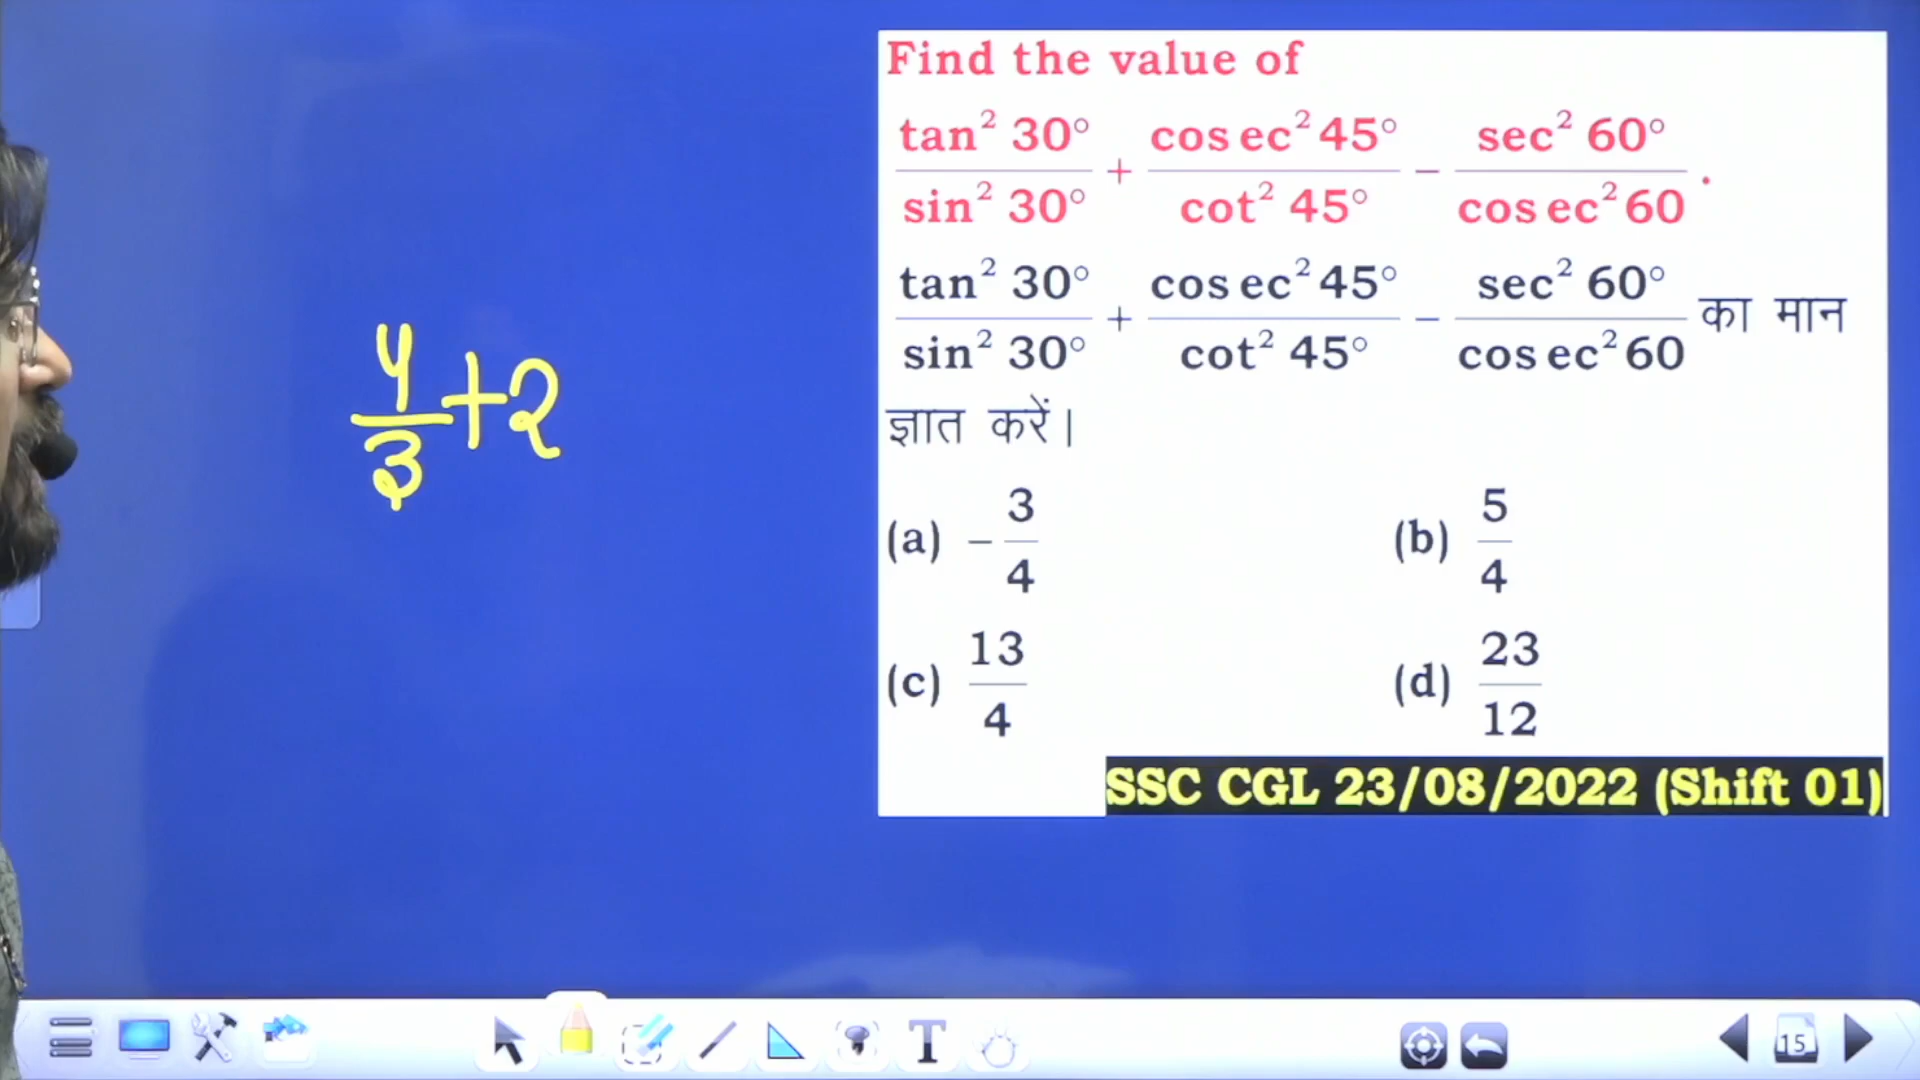 Find the value of
tan² 30° / sin² 30° + cosec² 45° / cot² 45° − sec² 60° / cosec² 60 .
tan² 30° / sin² 30° + cosec² 45° / cot² 45° − sec² 60° / cosec² 60 का मान
ज्ञात करें।
(a) −3/4 (b) 5/4
(c) 13/4 (d) 23/12
SSC CGL 23/08/2022 (Shift 01)
4/3+2
T
15